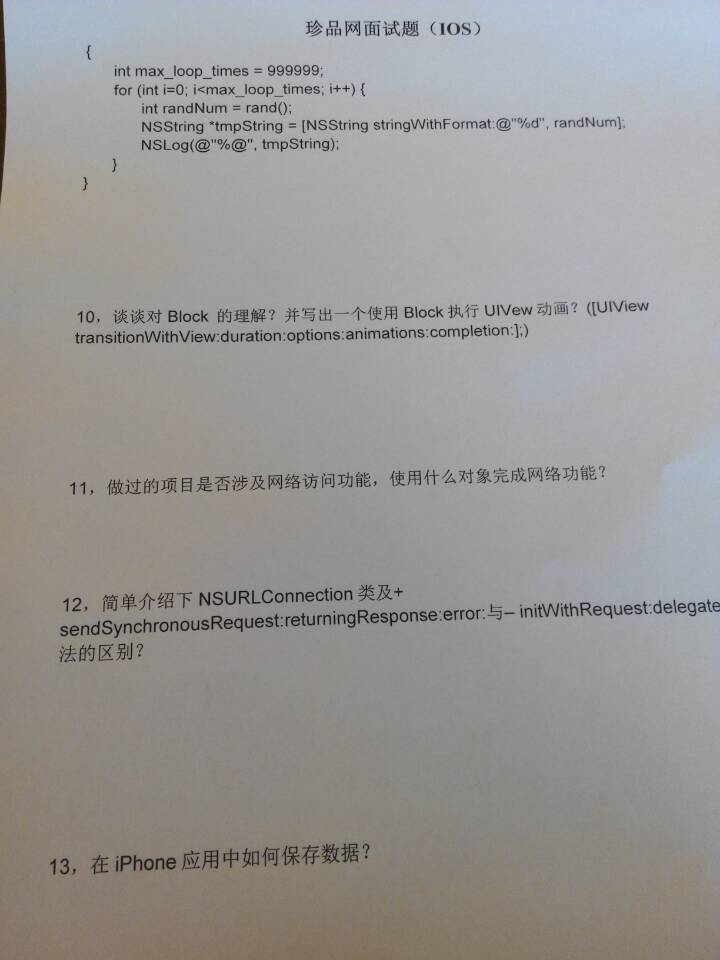 珍品网面试题（IOS）
{
int max_loop_times = 999999;
for (int i=0; i<max_loop_times; i++) {
int randNum = rand();
NSString *tmpString = [NSString stringWithFormat:@"%d", randNum];
NSLog(@"%@", tmpString);
}
}
10，谈谈对 Block 的理解？并写出一个使用 Block 执行 UIVew 动画？([UIView
transitionWithView:duration:options:animations:completion:];)
11，做过的项目是否涉及网络访问功能，使用什么对象完成网络功能？
12，简单介绍下 NSURLConnection 类及+
sendSynchronousRequest:returningResponse:error:与– initWithRequest:delegate
法的区别？
13，在 iPhone 应用中如何保存数据？